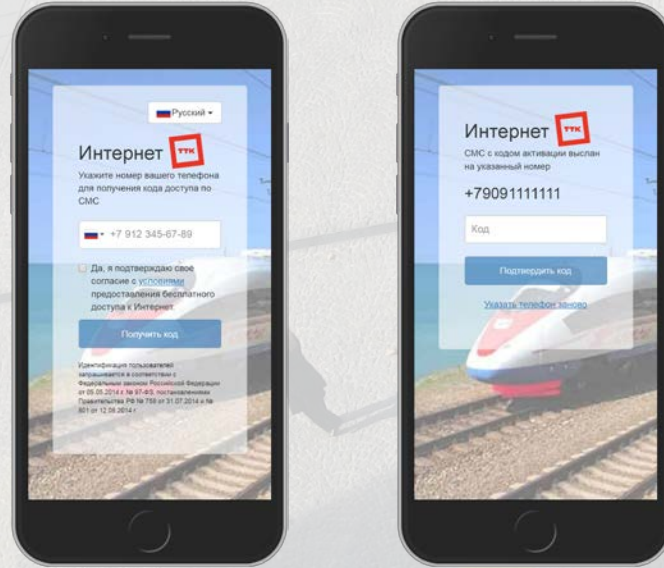 Русский
Интернет ТТК
Укажите номер вашего телефона
для получения кода доступа по
СМС
+7 912 345-67-89
Да, я подтверждаю свое
согласие с условиями
предоставления бесплатного
доступа к Интернет.
Получить код
Идентификация пользователей
запрашивается в соответствии с
Федеральным законом Российской Федерации
от 05.05.2014 г. № 97-ФЗ, постановлениями
Правительства РФ № 758 от 31.07.2014 и №
801 от 12.08.2014 г.
Интернет ТТК
СМС с кодом активации выслан
на указанный номер
+79091111111
Код
Подтвердить код
Указать телефон заново